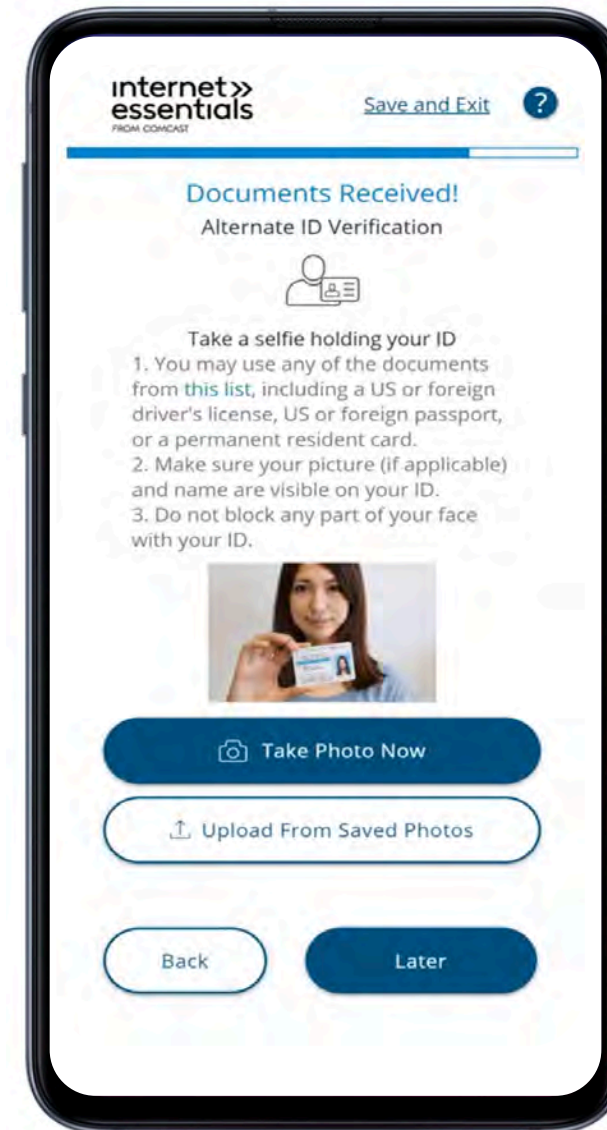 internet»
essentials
FROM COMCAST
Save and Exit
?
Documents Received!
Alternate ID Verification
Take a selfie holding your ID
1. You may use any of the documents
from this list, including a US or foreign
driver's license, US or foreign passport,
or a permanent resident card.
2. Make sure your picture (if applicable)
and name are visible on your ID.
3. Do not block any part of your face
with your ID.
Take Photo Now
Upload From Saved Photos
Back
Later